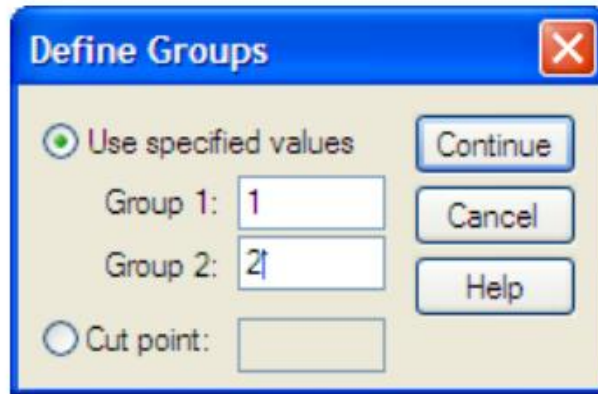 Define Groups
Use specified values
Continue
Group 1: 1
Cancel
Group 2: 2
Help
Cut point: